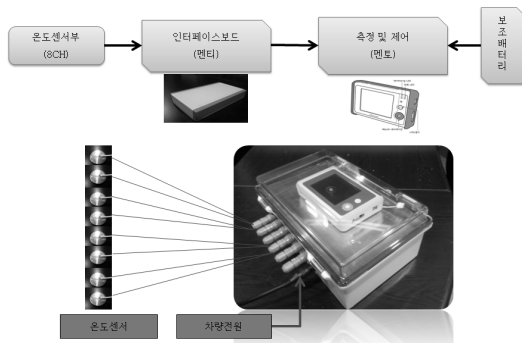 온도센서부
(8CH)
인터페이스보드
(멘티)
측정 및 제어
(멘토)
보조배터리
온도센서
차량전원